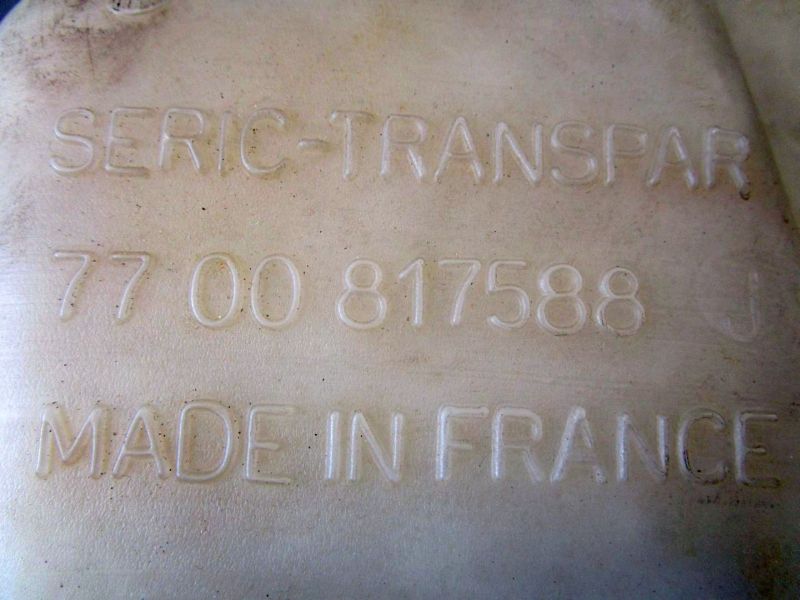 SERIC-TRANSPAR
77 00 817588 J
MADE IN FRANCE